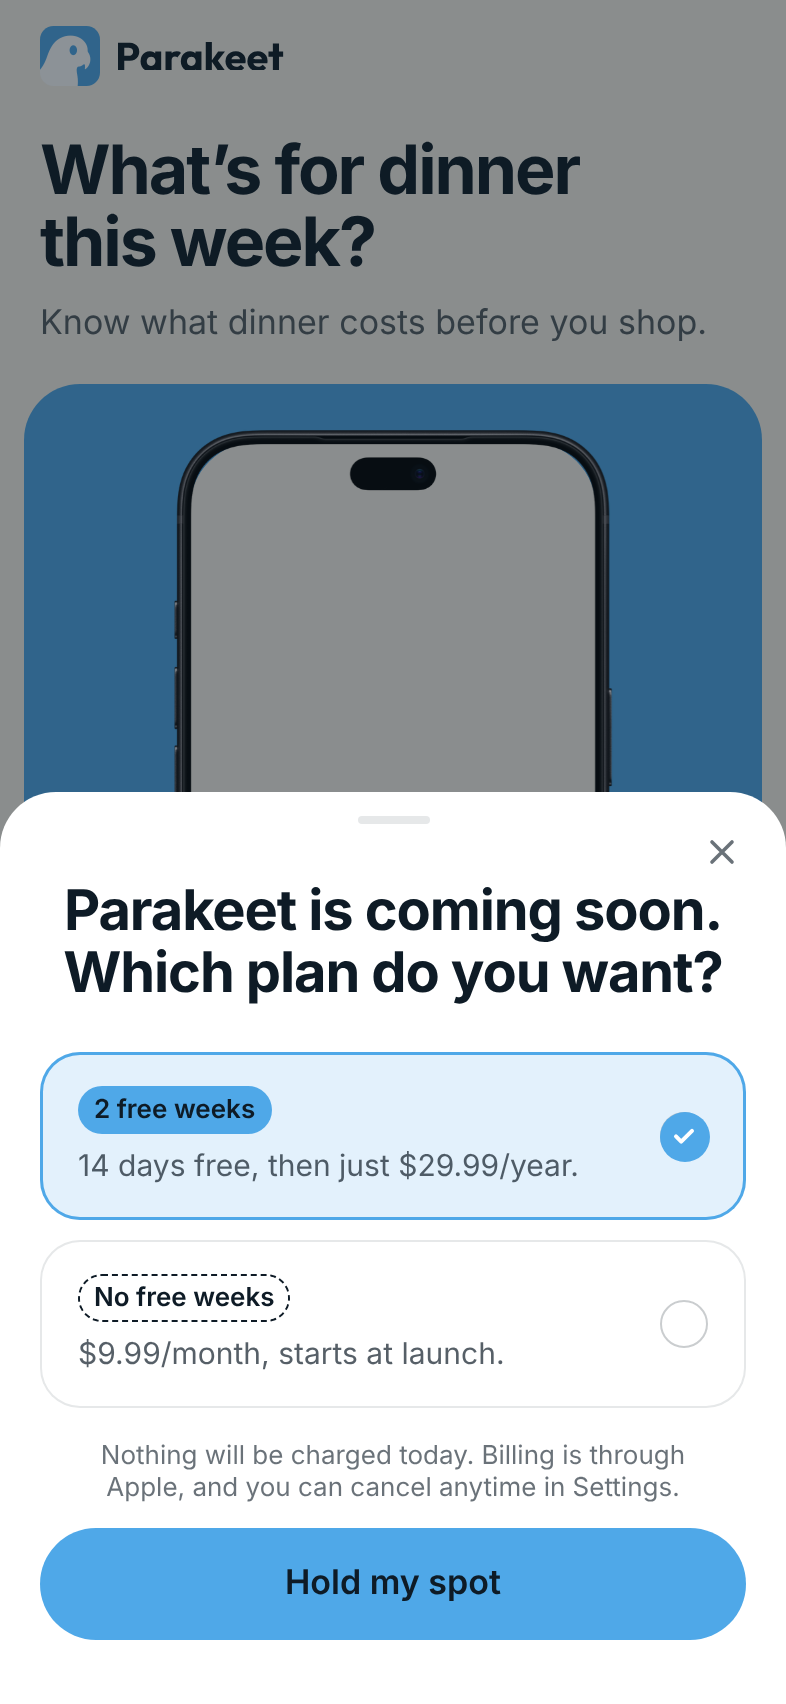 Parakeet
What’s for dinner
this week?
Know what dinner costs before you shop.
Parakeet is coming soon.
Which plan do you want?
2 free weeks
14 days free, then just $29.99/year.
No free weeks
$9.99/month, starts at launch.
Nothing will be charged today. Billing is through
Apple, and you can cancel anytime in Settings.
Hold my spot